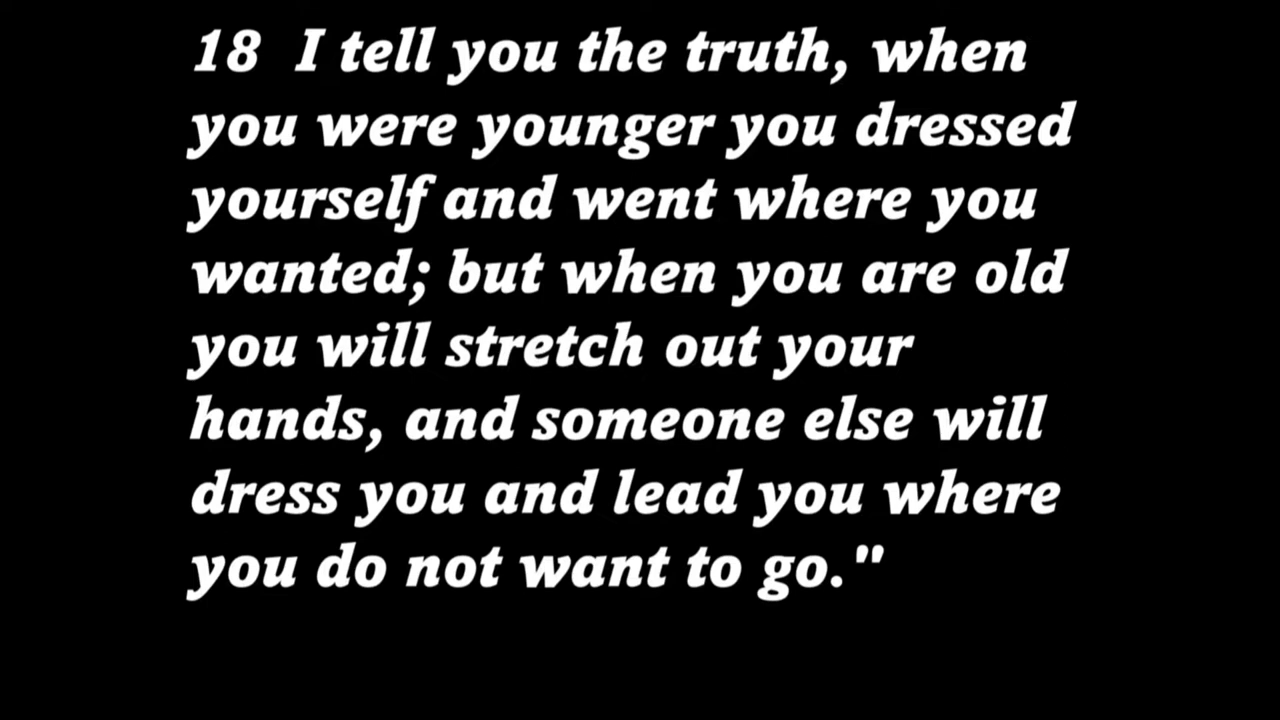 18 I tell you the truth, when
you were younger you dressed
yourself and went where you
wanted; but when you are old
you will stretch out your
hands, and someone else will
dress you and lead you where
you do not want to go."